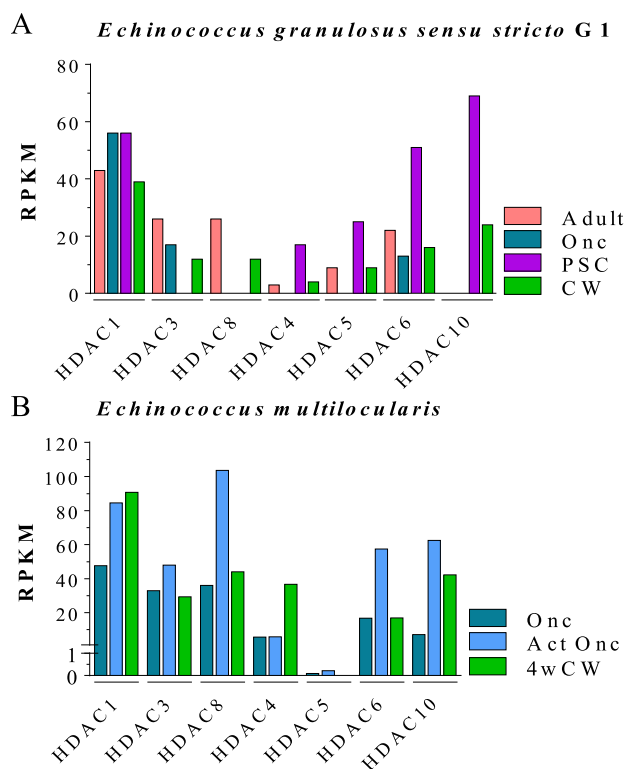 A
Echinococcus granulosus sensu stricto G1
80
60
40
20
0
RPKM
HDAC1
HDAC3
HDAC8
HDAC4
HDAC5
HDAC6
HDAC10
Adult
Onc
PSC
CW
B
Echinococcus multilocularis
120
100
80
60
40
20
1
0
RPKM
HDAC1
HDAC3
HDAC8
HDAC4
HDAC5
HDAC6
HDAC10
Onc
Act Onc
4wCW